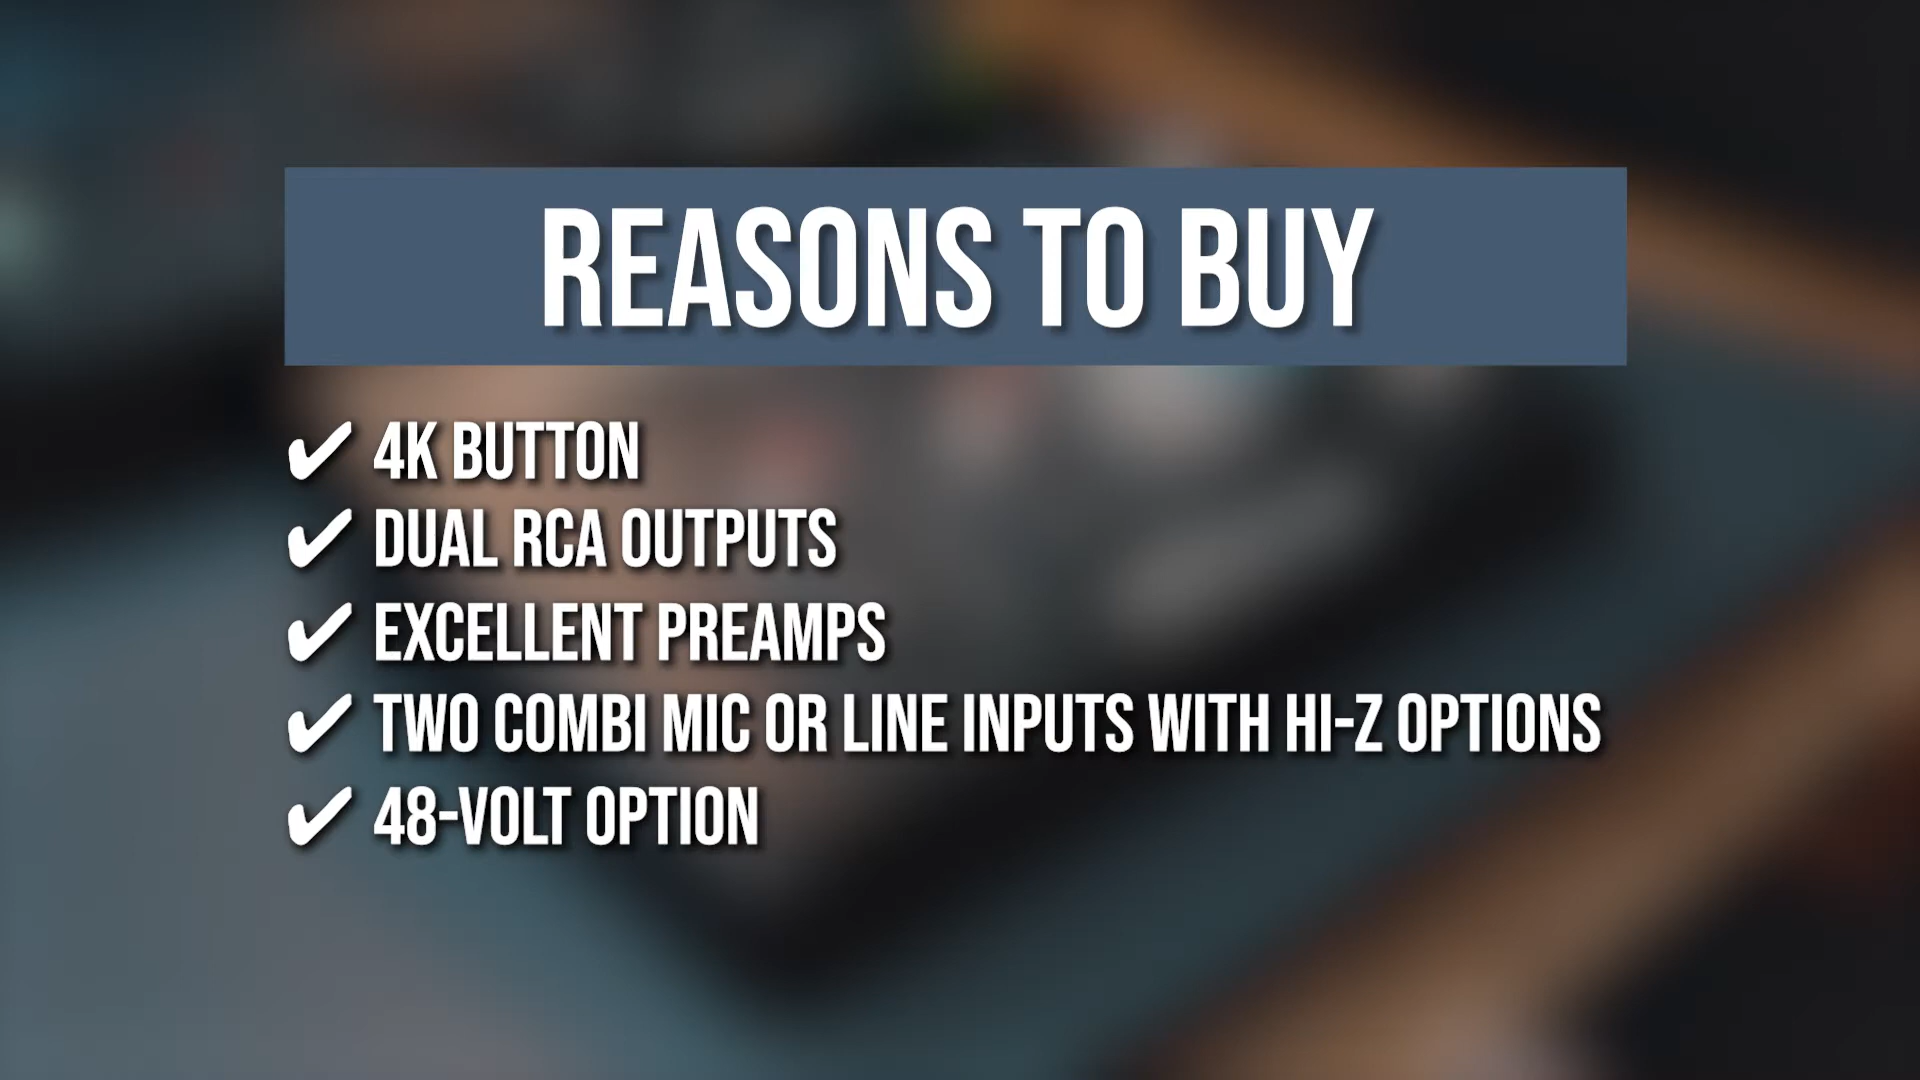 REASONS TO BUY
✔ 4K BUTTON
✔ DUAL RCA OUTPUTS
✔ EXCELLENT PREAMPS
✔ TWO COMBI MIC OR LINE INPUTS WITH HI-Z OPTIONS
✔ 48-VOLT OPTION